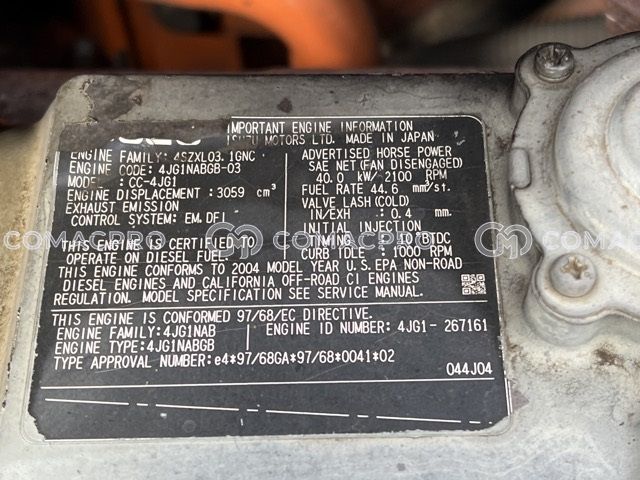 IMPORTANT ENGINE INFORMATION
ISUZU MOTORS LTD. MADE IN JAPAN
ENGINE FAMILY: 4SZXL03.1GNC
ENGINE CODE: 4JG1NABGB-03
MODEL : CC-4JG1
ENGINE DISPLACEMENT :3059 cm³
EXHAUST EMISSION
CONTROL SYSTEM: EM, DFI
THIS ENGINE IS CERTIFIED TO
OPERATE ON DIESEL FUEL.
ADVERTISED HORSE POWER
SAE NET (FAN DISENGAGED)
40.0 kW/ 2100 RPM
FUEL RATE 44.6 mm³/st.
VALVE LASH (COLD)
IN/EXH : 0.4 mm.
INITIAL INJECTION
TIMING : 10°BTDC
CURB IDLE : 1000 RPM
THIS ENGINE CONFORMS TO 2004 MODEL YEAR U.S.EPA NON-ROAD
DIESEL ENGINES AND CALIFORNIA OFF-ROAD CI ENGINES
REGULATION. MODEL SPECIFICATION SEE SERVICE MANUAL.
THIS ENGINE IS CONFORMED 97/68/EC DIRECTIVE.
ENGINE FAMILY:4JG1NAB
ENGINE ID NUMBER: 4JG1- 267161
ENGINE TYPE:4JG1NABGB
TYPE APPROVAL NUMBER:e4*97/68GA*97/68*0041*02
044J04
COMACPRO
COMACPRO
COMACPRO